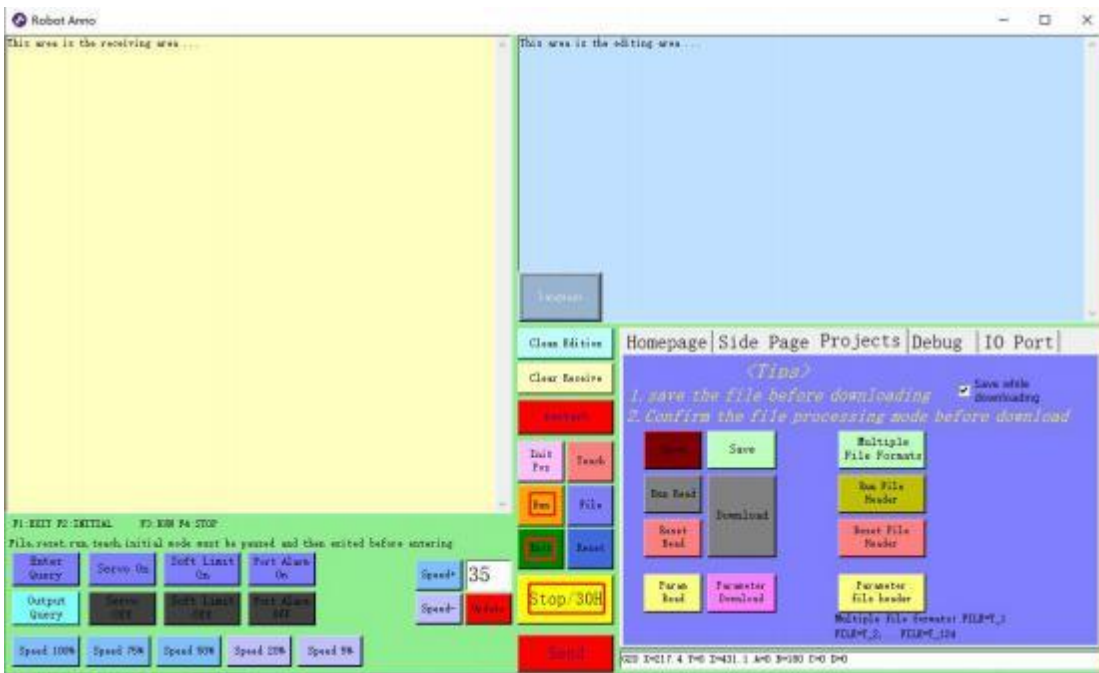 Robot Anno
This area is the receiving area...
This area is the editing area...
Clean Edition
Clear Receive
Homepage Side Page Projects Debug IO Port
(Tips)
1. save the file before downloading
Save while downloading
2. Confirm the file processing mode before download
Init Pos
Teach
Save
Multiple File Formats
Run
File
Run Read
Download
Run File Header
Exit
Reset
Reset Read
Reset File Header
F1:EXIT F2:INITIAL F3:RUN F4 STOP
File, reset, run, teach, initial mode must be paused and then exited before entering
Enter Query
Servo On
Soft Limit On
Port Alarm On
Speed+
35
Output Query
Servo OFF
Soft Limit OFF
Port Alarm OFF
Speed-
Update
Stop/30H
Param Read
Parameter Download
Parameter file header
Multiple file formats: FILE=T_1
FILE=T_2; FILE=T_124
Speed 100%
Speed 75%
Speed 50%
Speed 20%
Speed 5%
Send
G20 X=217.4 Y=0 Z=431.1 A=0 B=180 C=0 D=0